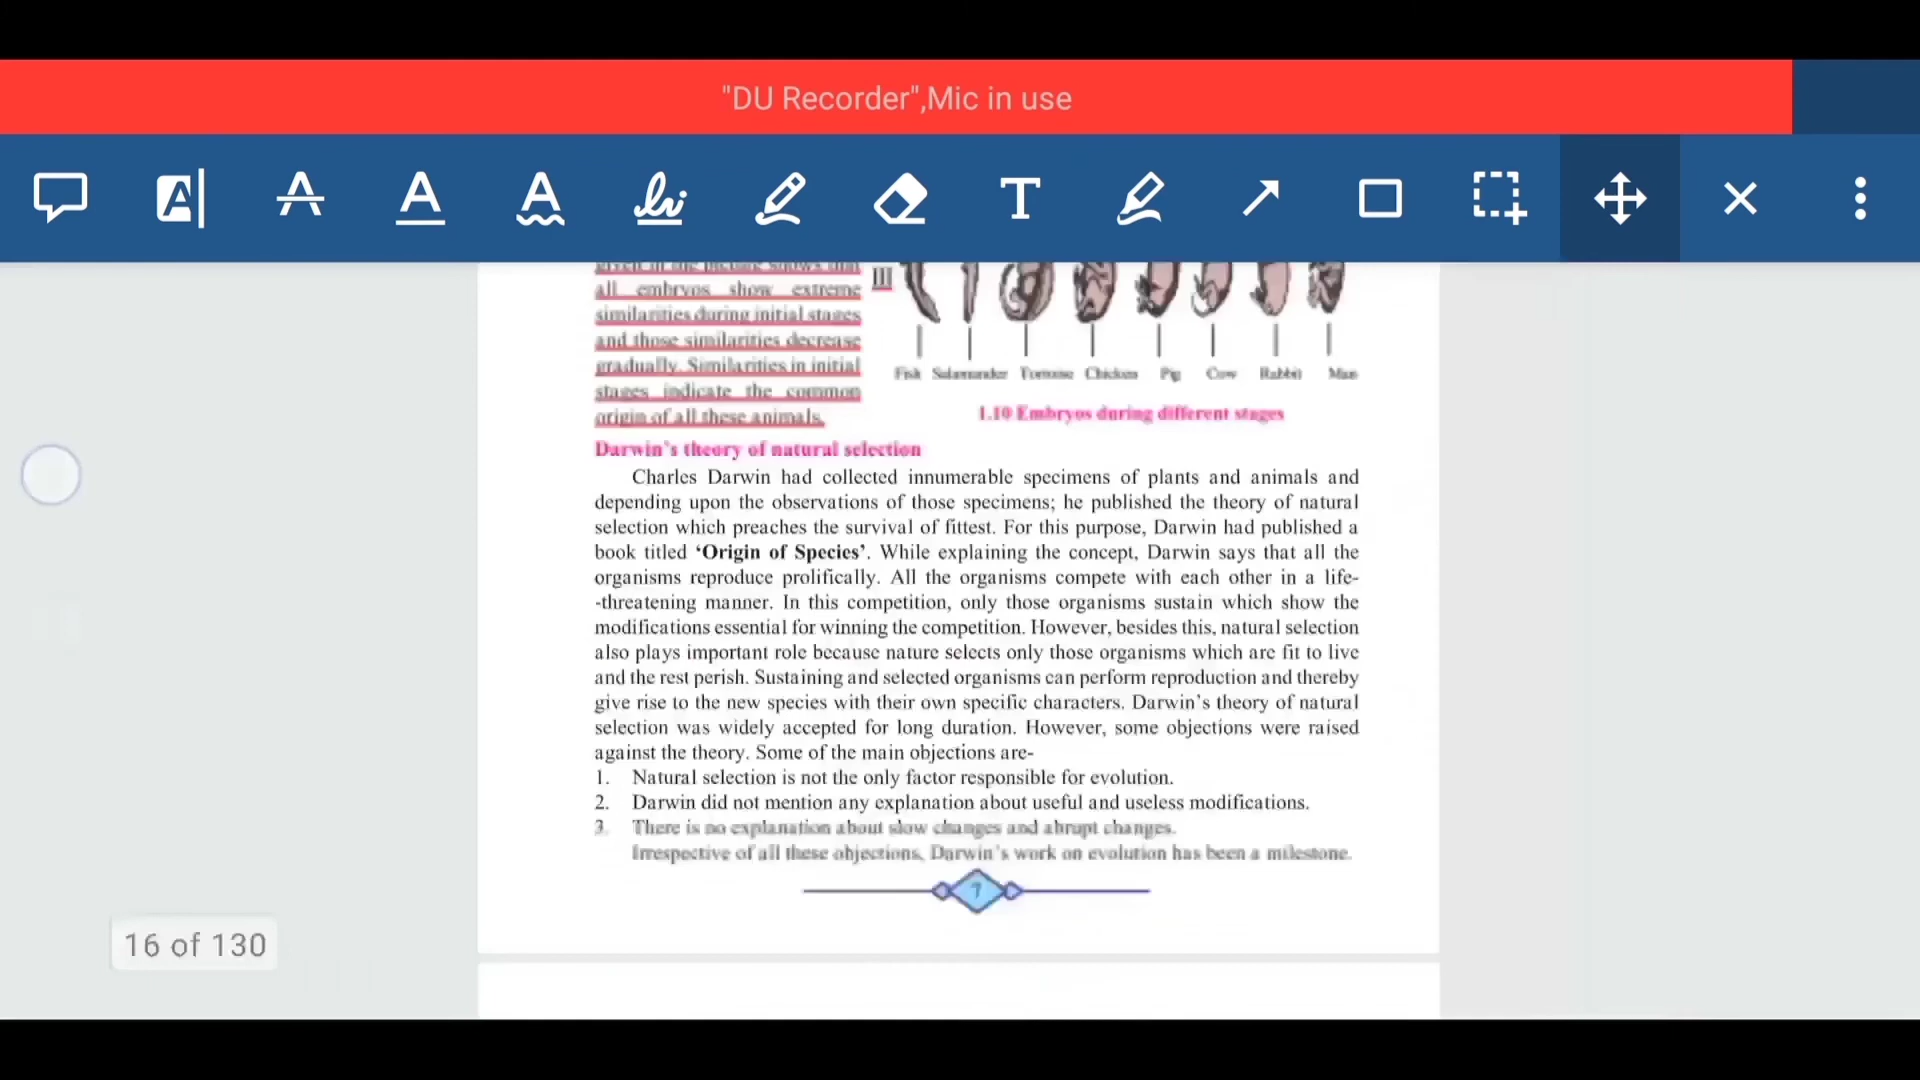 "DU Recorder",Mic in use
given in the picture shows that
all embryos show extreme
similarities during initial stages
and those similarities decrease
gradually. Similarities in initial
stages indicate the common
origin of all these animals.
III
Fish Salamander Tortoise Chicken Pig Cow Rabbit Man
1.10 Embryos during different stages
Darwin's theory of natural selection
Charles Darwin had collected innumerable specimens of plants and animals and
depending upon the observations of those specimens; he published the theory of natural
selection which preaches the survival of fittest. For this purpose, Darwin had published a
book titled ‘Origin of Species’. While explaining the concept, Darwin says that all the
organisms reproduce prolifically. All the organisms compete with each other in a life-
-threatening manner. In this competition, only those organisms sustain which show the
modifications essential for winning the competition. However, besides this, natural selection
also plays important role because nature selects only those organisms which are fit to live
and the rest perish. Sustaining and selected organisms can perform reproduction and thereby
give rise to the new species with their own specific characters. Darwin’s theory of natural
selection was widely accepted for long duration. However, some objections were raised
against the theory. Some of the main objections are-
1. Natural selection is not the only factor responsible for evolution.
2. Darwin did not mention any explanation about useful and useless modifications.
3. There is no explanation about slow changes and abrupt changes.
Irrespective of all these objections, Darwin’s work on evolution has been a milestone.
7
16 of 130